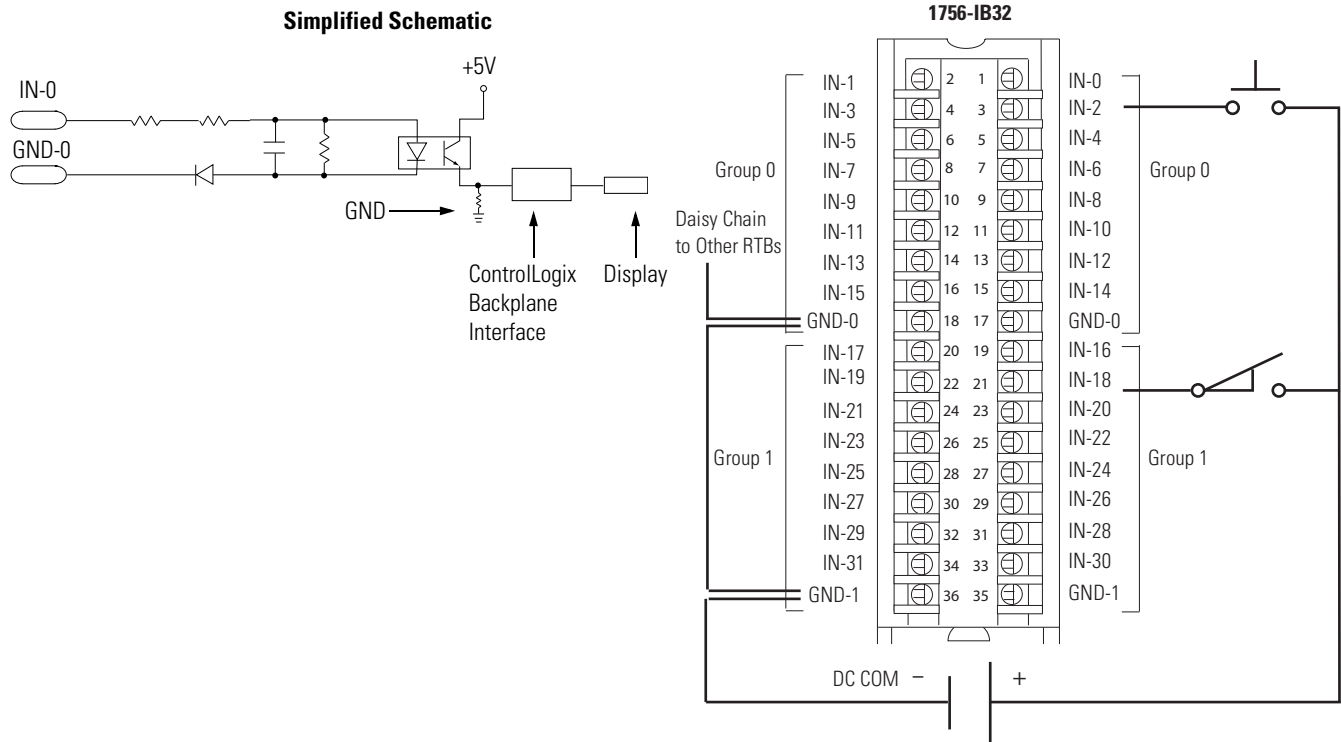 Simplified Schematic
+5V
IN-0
GND-0
GND
ControlLogix
Backplane
Interface
Display
1756-IB32
IN-1 2 1 IN-0
IN-3 4 3 IN-2
IN-5 6 5 IN-4
IN-7 8 7 IN-6
Group 0
Group 0
IN-9 10 9 IN-8
Daisy Chain
to Other RTBs
IN-11 12 11 IN-10
IN-13 14 13 IN-12
IN-15 16 15 IN-14
GND-0 18 17 GND-0
IN-17 20 19 IN-16
IN-19 22 21 IN-18
IN-21 24 23 IN-20
IN-23 26 25 IN-22
Group 1
Group 1
IN-25 28 27 IN-24
IN-27 30 29 IN-26
IN-29 32 31 IN-28
IN-31 34 33 IN-30
GND-1 36 35 GND-1
DC COM – +